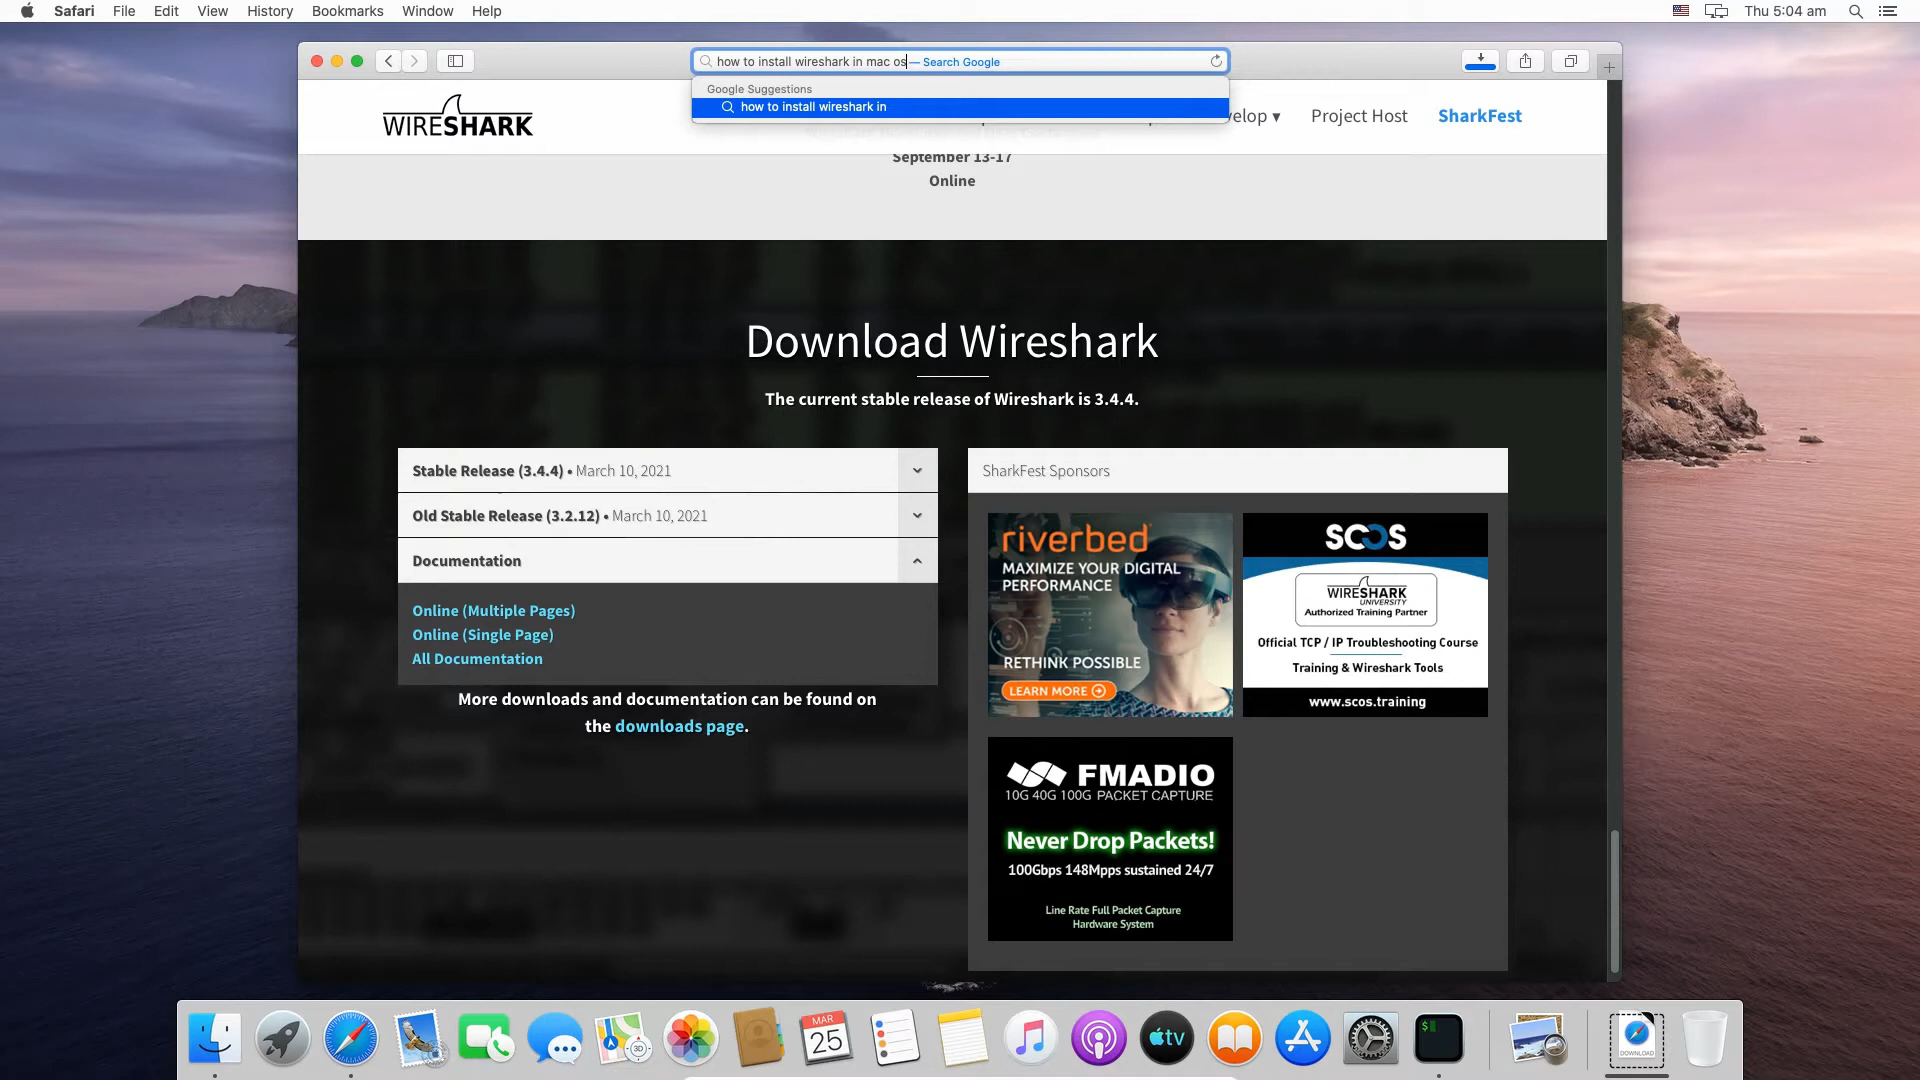 Safari File Edit View History Bookmarks Window Help
Thu 5:04 am
how to install wireshark in mac os — Search Google
Google Suggestions
how to install wireshark in
WIRESHARK
velop ▾ Project Host SharkFest
September 13-17
Online
Download Wireshark
The current stable release of Wireshark is 3.4.4.
Stable Release (3.4.4) • March 10, 2021
Old Stable Release (3.2.12) • March 10, 2021
Documentation
Online (Multiple Pages)
Online (Single Page)
All Documentation
More downloads and documentation can be found on
the downloads page.
SharkFest Sponsors
riverbed
MAXIMIZE YOUR DIGITAL
PERFORMANCE
RETHINK POSSIBLE
LEARN MORE
SCOS
WIRESHARK
UNIVERSITY
Authorized Training Partner
Official TCP / IP Troubleshooting Course
Training & Wireshark Tools
www.scos.training
FMADIO
10G 40G 100G PACKET CAPTURE
Never Drop Packets!
100Gbps 148Mpps sustained 24/7
Line Rate Full Packet Capture
Hardware System
3D
MAR
25
tv
$
DOWNLOAD